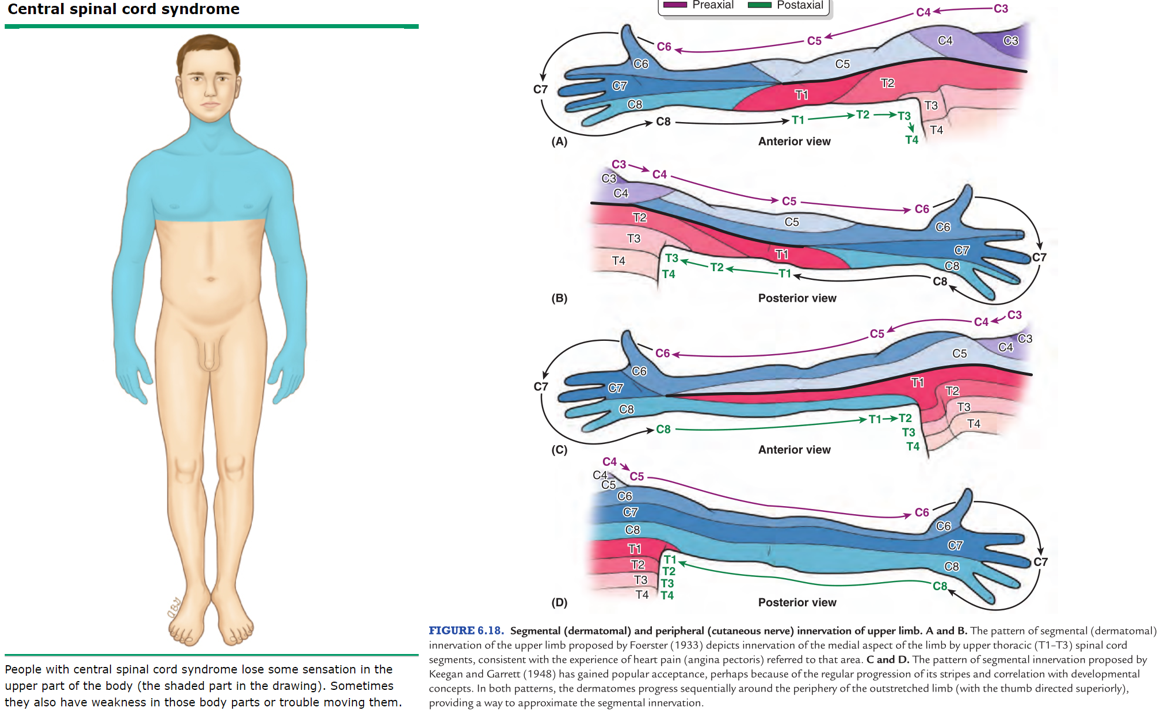 Central spinal cord syndrome
People with central spinal cord syndrome lose some sensation in the
upper part of the body (the shaded part in the drawing). Sometimes
they also have weakness in those body parts or trouble moving them.
Preaxial Postaxial
C3
C4
C5
C6
C7
C8
T1
T2
T3
T4
C3
C4
C5
C6
C7
C8
T1
T2
T3
T4
(A)
Anterior view
C3
C4
C5
C6
C7
C8
T1
T2
T3
T4
C3
C4
C5
C6
C7
C8
T1
T2
T3
T4
(B)
Posterior view
C3
C4
C5
C6
C7
C8
T1
T2
T3
T4
C3
C4
C5
C6
C7
C8
T1
T2
T3
T4
(C)
Anterior view
C4
C5
C6
C7
C8
T1
T2
T3
T4
C4
C5
C6
C7
C8
T1
T2
T3
T4
C6
C7
C8
(D)
Posterior view
FIGURE 6.18. Segmental (dermatomal) and peripheral (cutaneous nerve) innervation of upper limb. A and B. The pattern of segmental (dermatomal)
innervation of the upper limb proposed by Foerster (1933) depicts innervation of the medial aspect of the limb by upper thoracic (T1–T3) spinal cord
segments, consistent with the experience of heart pain (angina pectoris) referred to that area. C and D. The pattern of segmental innervation proposed by
Keegan and Garrett (1948) has gained popular acceptance, perhaps because of the regular progression of its stripes and correlation with developmental
concepts. In both patterns, the dermatomes progress sequentially around the periphery of the outstretched limb (with the thumb directed superiorly),
providing a way to approximate the segmental innervation.